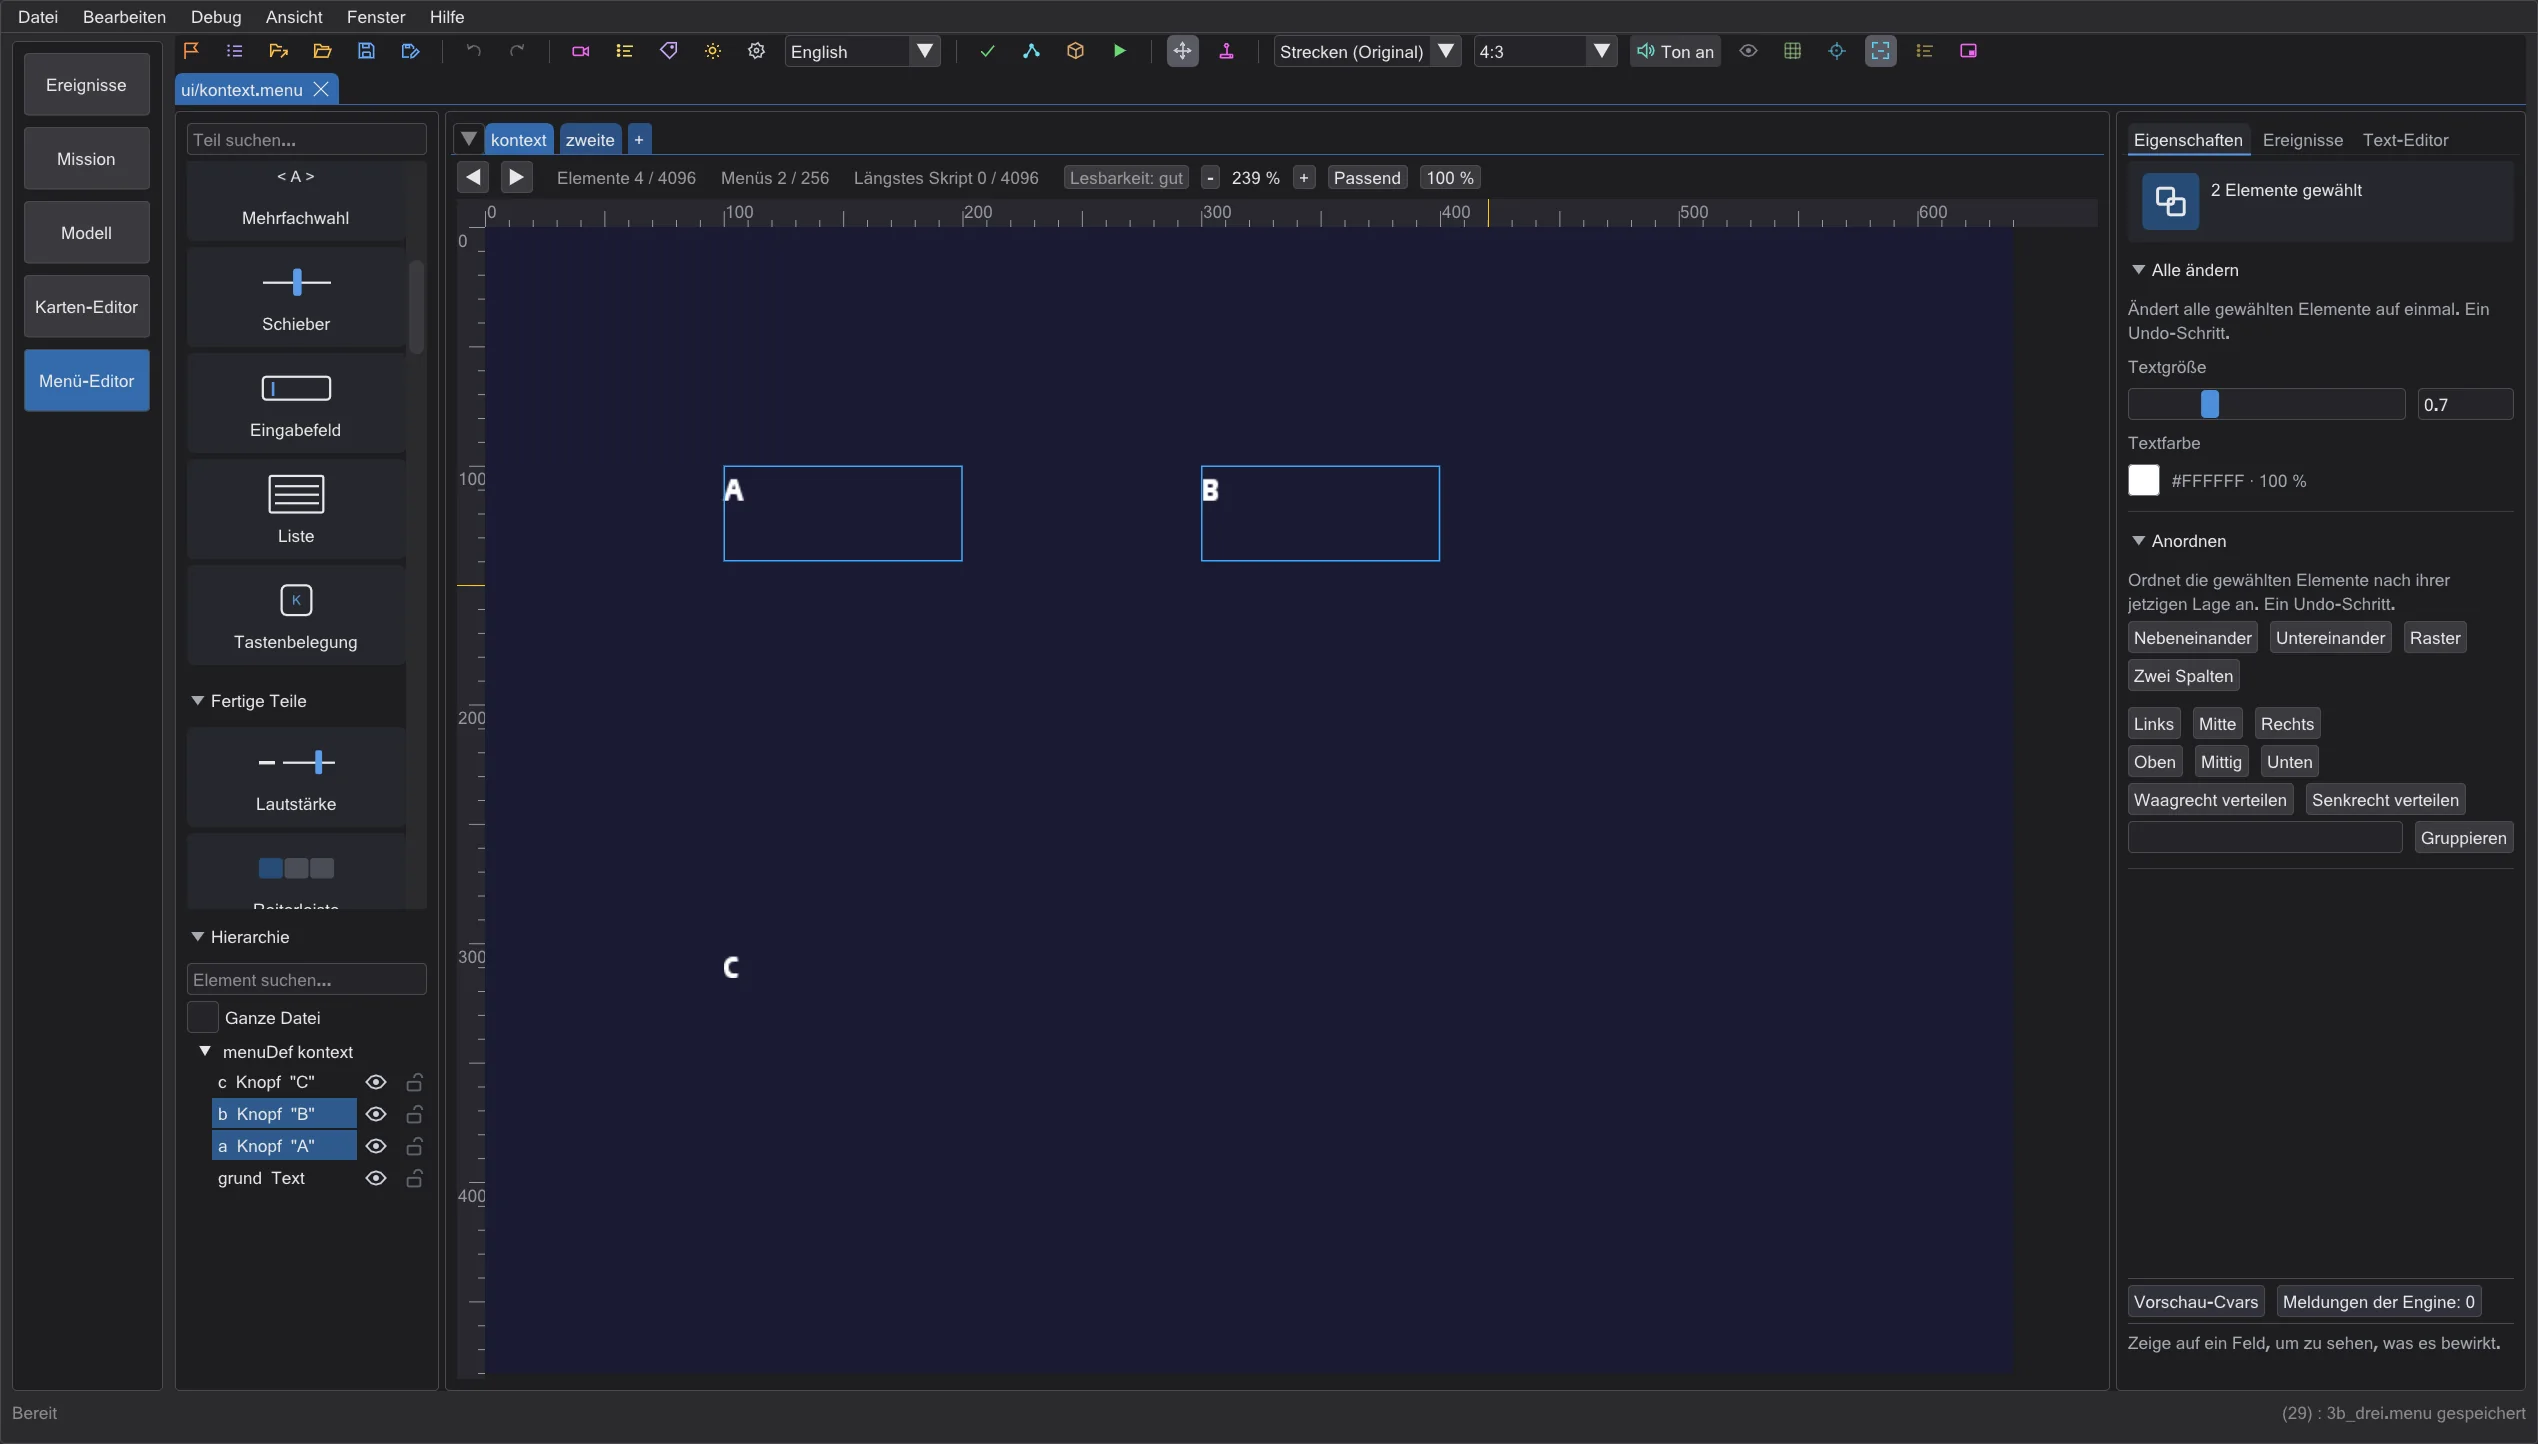 Datei Bearbeiten Debug Ansicht Fenster Hilfe
English
Strecken (Original)
4:3
Ton an
ui/kontext.menu
Ereignisse
Mission
Modell
Karten-Editor
Menü-Editor
Teil suchen...
< A >
Mehrfachwahl
Schieber
Eingabefeld
Liste
K
Tastenbelegung
Fertige Teile
Lautstärke
Reiterleiste
Hierarchie
Element suchen...
Ganze Datei
menuDef kontext
c Knopf "C"
b Knopf "B"
a Knopf "A"
grund Text
kontext zweite +
Elemente 4 / 4096 Menüs 2 / 256 Längstes Skript 0 / 4096 Lesbarkeit: gut - 239 % + Passend 100 %
0 100 200 300 400 500 600
0
100
200
300
400
A
B
C
Eigenschaften Ereignisse Text-Editor
2 Elemente gewählt
Alle ändern
Ändert alle gewählten Elemente auf einmal. Ein
Undo-Schritt.
Textgröße
0.7
Textfarbe
#FFFFFF · 100 %
Anordnen
Ordnet die gewählten Elemente nach ihrer
jetzigen Lage an. Ein Undo-Schritt.
Nebeneinander Untereinander Raster
Zwei Spalten
Links Mitte Rechts
Oben Mittig Unten
Waagrecht verteilen Senkrecht verteilen
Gruppieren
Vorschau-Cvars Meldungen der Engine: 0
Zeige auf ein Feld, um zu sehen, was es bewirkt.
Bereit
(29) : 3b_drei.menu gespeichert